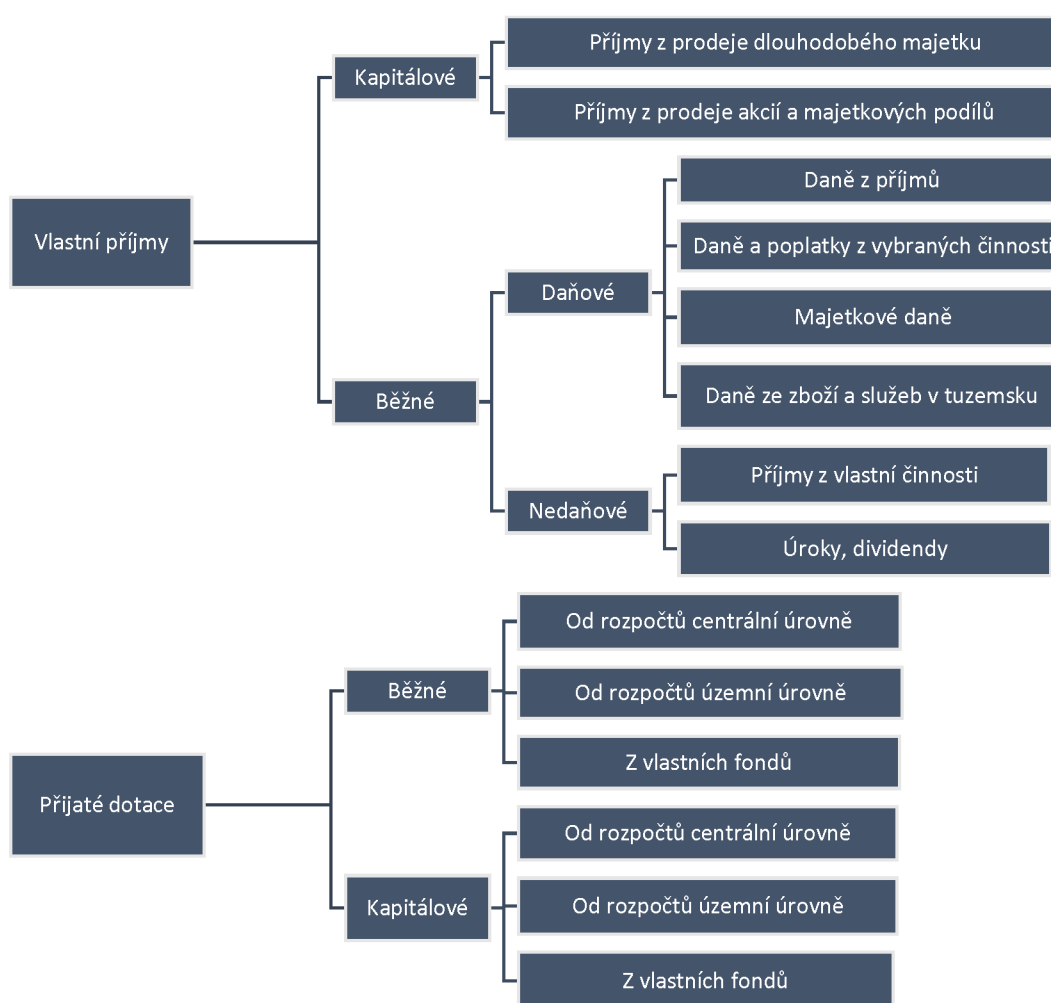 Vlastní příjmy
Kapitálové
Příjmy z prodeje dlouhodobého majetku
Příjmy z prodeje akcií a majetkových podílů
Běžné
Daňové
Daně z příjmů
Daně a poplatky z vybraných činnosti
Majetkové daně
Daně ze zboží a služeb v tuzemsku
Nedaňové
Příjmy z vlastní činnosti
Úroky, dividendy
Přijaté dotace
Běžné
Od rozpočtů centrální úrovně
Od rozpočtů územní úrovně
Z vlastních fondů
Kapitálové
Od rozpočtů centrální úrovně
Od rozpočtů územní úrovně
Z vlastních fondů